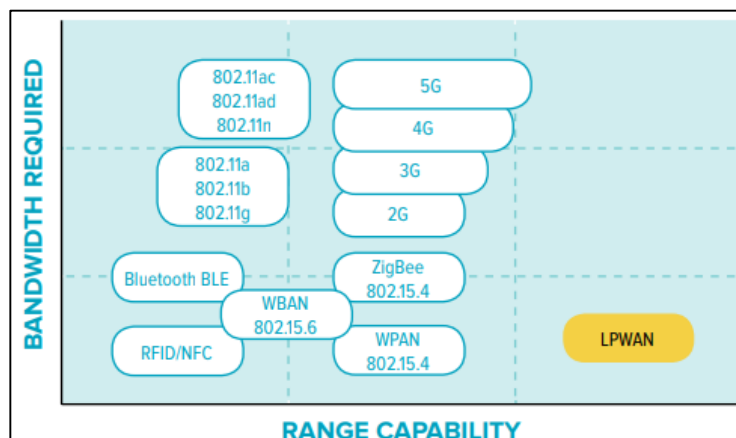 BANDWIDTH REQUIRED
802.11ac
802.11ad
802.11n
5G
4G
802.11a
802.11b
802.11g
3G
2G
Bluetooth BLE
ZigBee
802.15.4
WBAN
802.15.6
RFID/NFC
WPAN
802.15.4
LPWAN
RANGE CAPABILITY